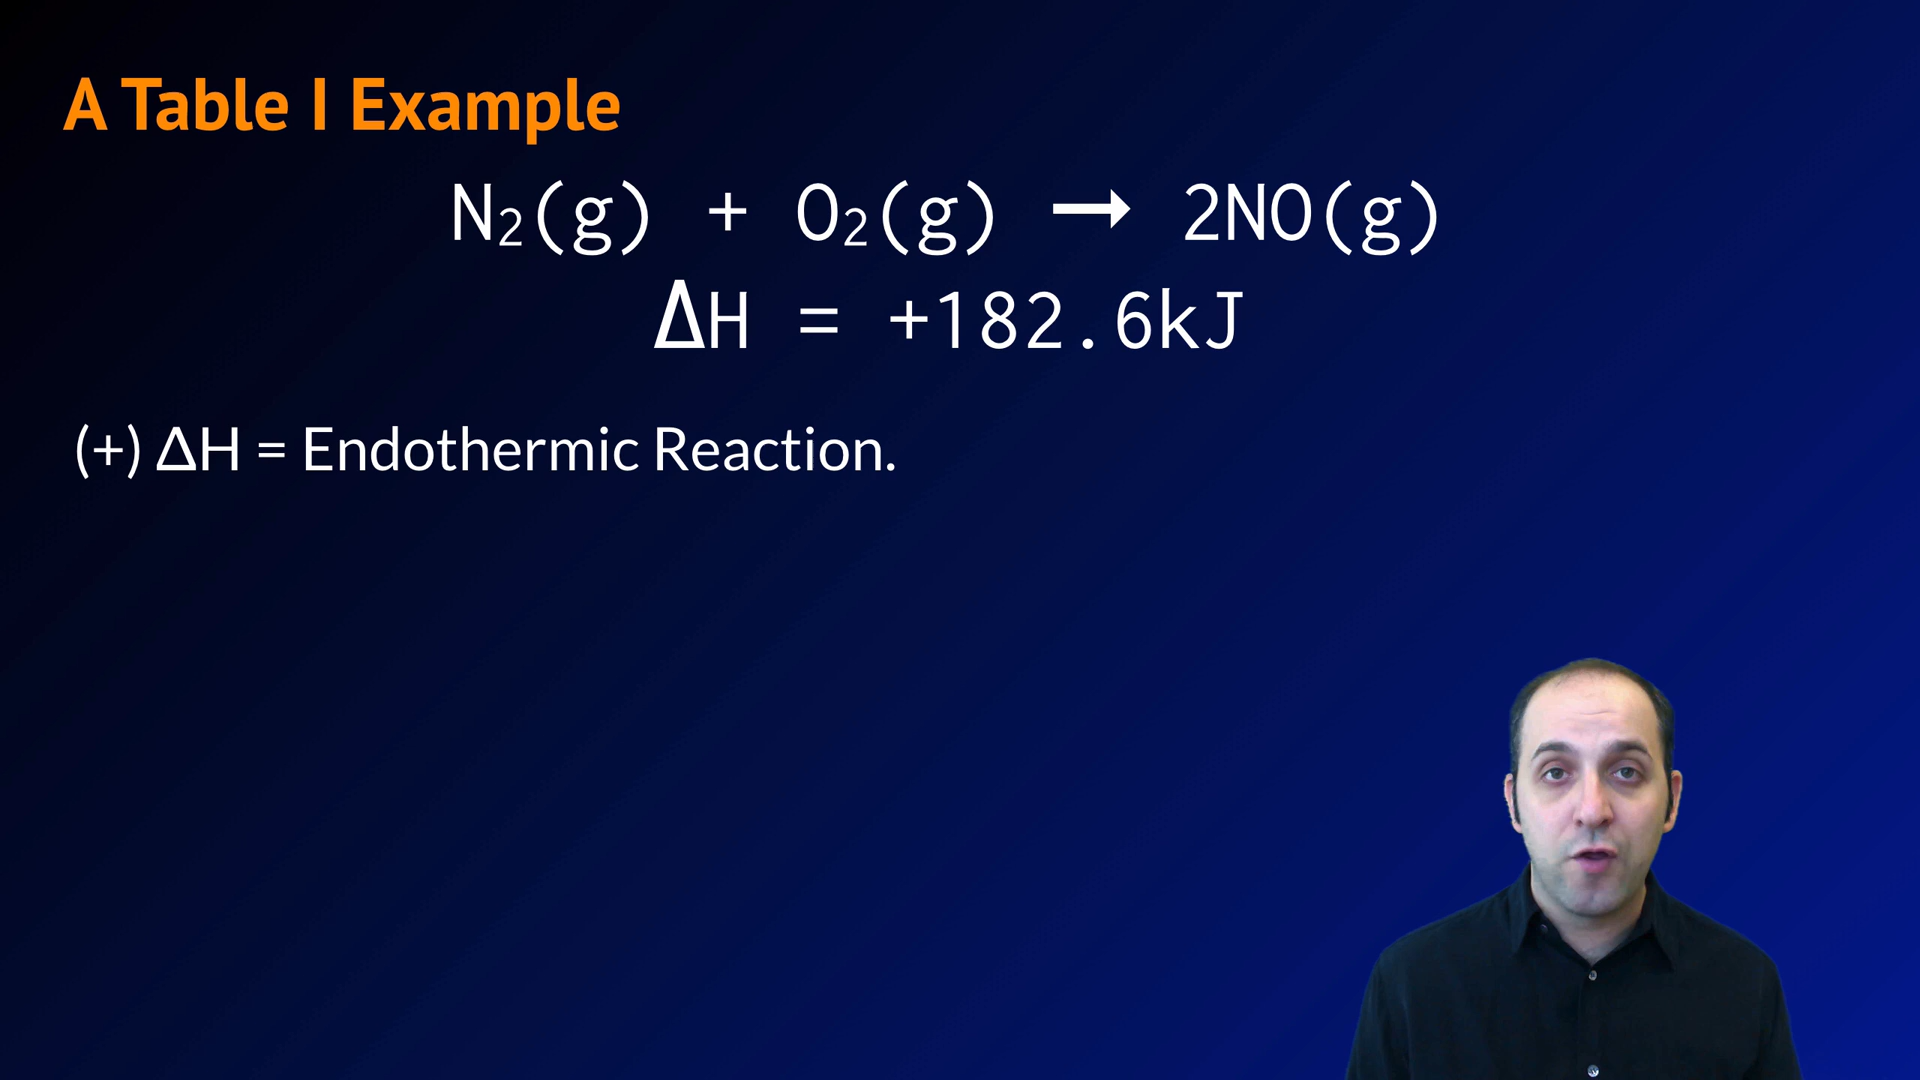 A Table I Example
N₂(g) + O₂(g) → 2NO(g)
ΔH = +182.6kJ
(+) ΔH = Endothermic Reaction.